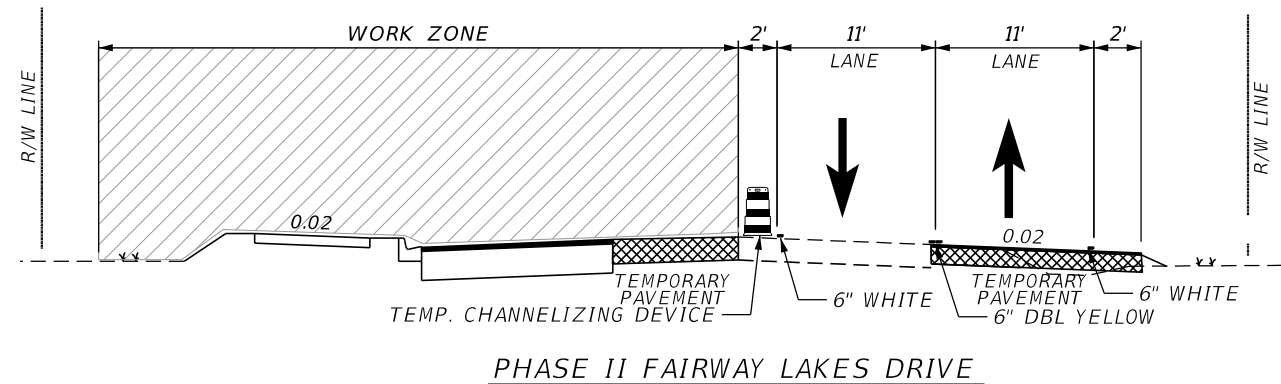 WORK ZONE
2'
11'
LANE
11'
LANE
2'
R/W LINE
R/W LINE
0.02
0.02
TEMPORARY
PAVEMENT
TEMP. CHANNELIZING DEVICE
6" WHITE
TEMPORARY
PAVEMENT
6" WHITE
6" DBL YELLOW
PHASE II FAIRWAY LAKES DRIVE